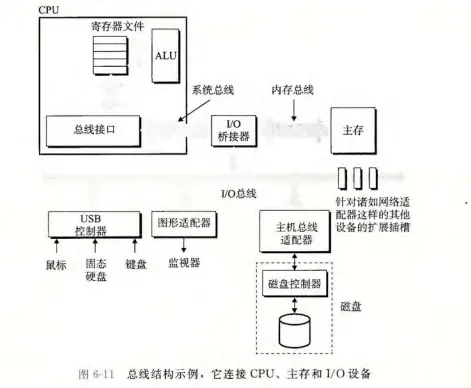 CPU
寄存器文件
ALU
系统总线
内存总线
总线接口
I/O
桥接器
主存
I/O总线
针对诸如网络适
配器这样的其他
设备的扩展插槽
USB
控制器
图形适配器
主机总线
适配器
鼠标
固态
硬盘
键盘
监视器
磁盘控制器
磁盘
图 6-11 总线结构示例，它连接 CPU、主存和 I/O 设备